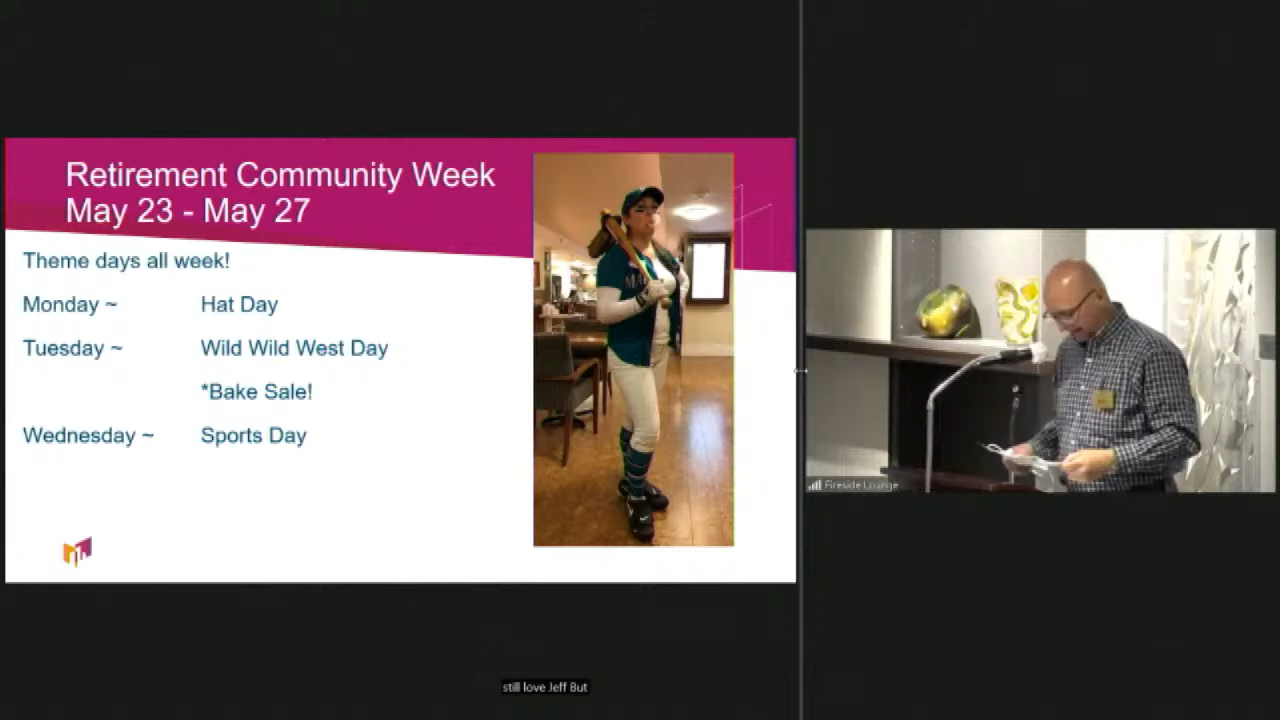 Retirement Community Week
May 23 - May 27
Theme days all week!
Monday ~ Hat Day
Tuesday ~ Wild Wild West Day
*Bake Sale!
Wednesday ~ Sports Day
Fireside Lounge
still love Jeff But